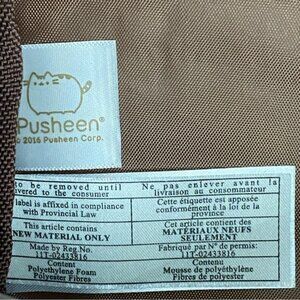 Pusheen®
© 2016 Pusheen Corp.
to be removed until
delivered to the consumer
label is affixed in compliance
with Provincial Law
This article contains
NEW MATERIAL ONLY
Made by Reg.No.
11T-02433816
Content
Polyethylene Foam
Polyester Fibres
Ne pas enlever avant la
livraison au consommateur
Cette étiquette est apposée
conformément à la loi de la
province
Cet article contient des
MATÉRIAUX NEUFS
SEULEMENT
Fabriqué par N° de permis:
11T-02433816
Contenu
Mousse de polyéthylène
Fibres de polyester